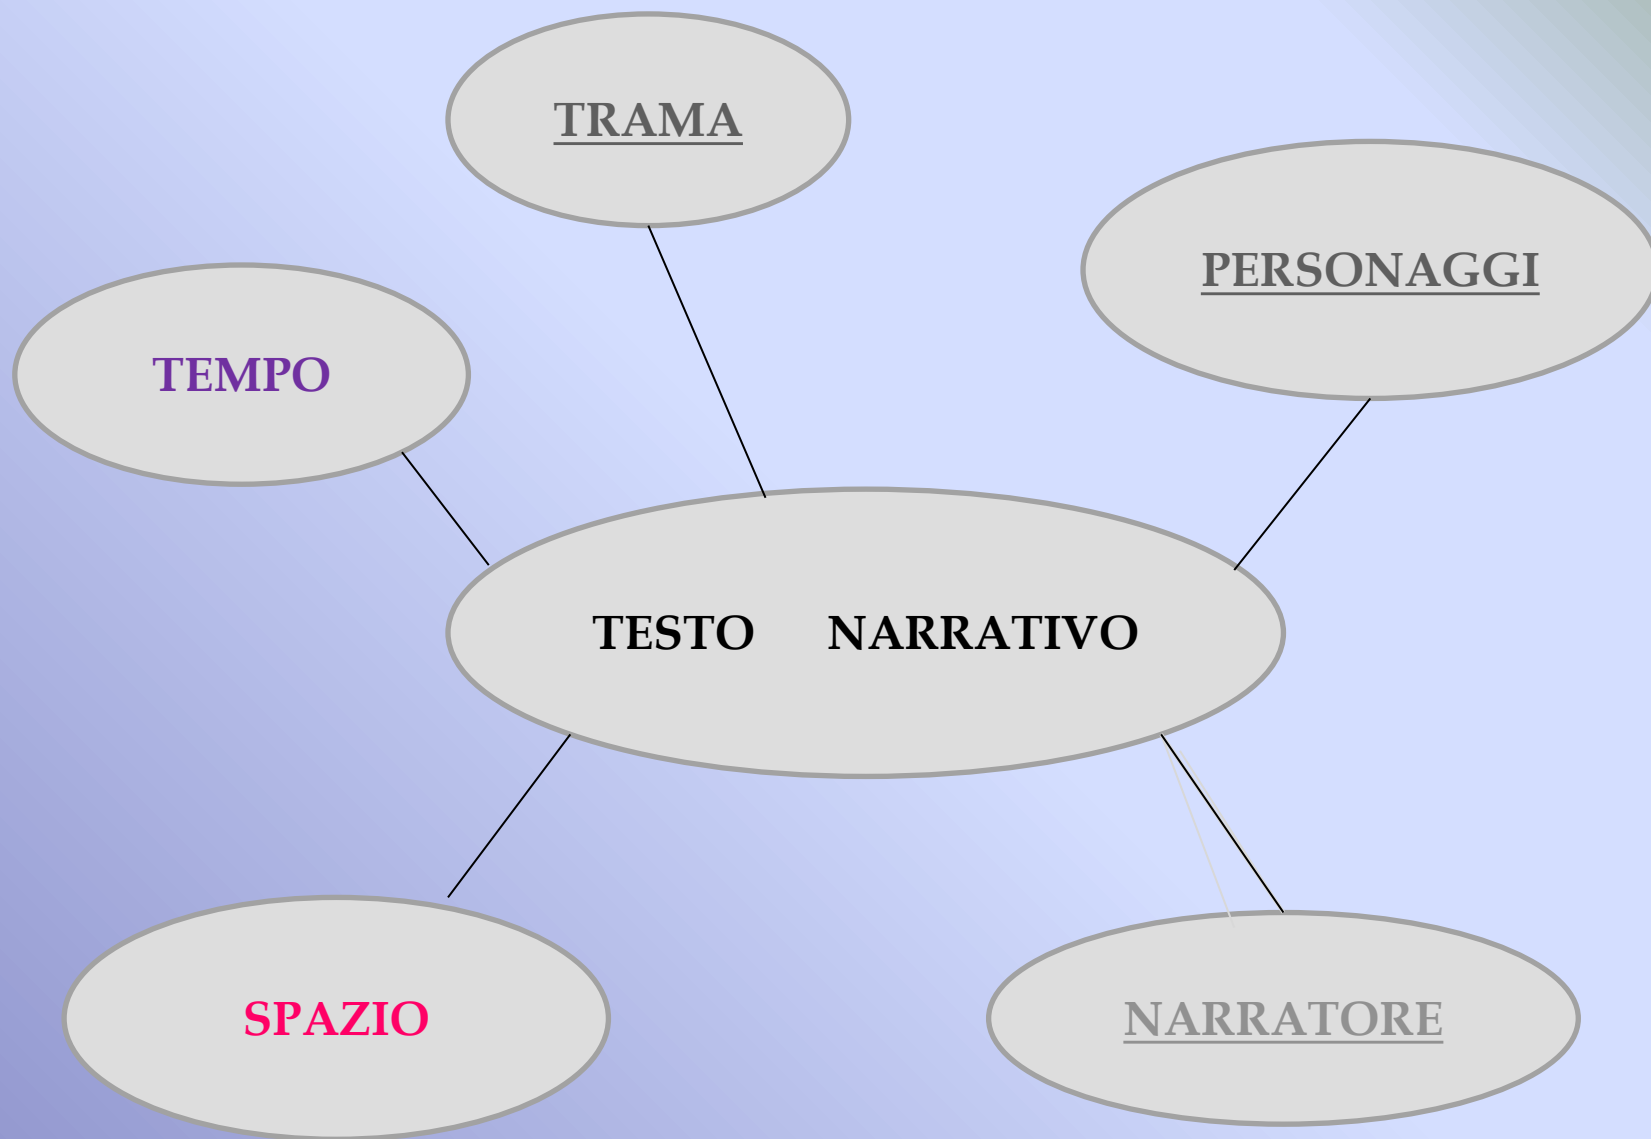 TRAMA
PERSONAGGI
TEMPO
TESTO NARRATIVO
SPAZIO
NARRATORE